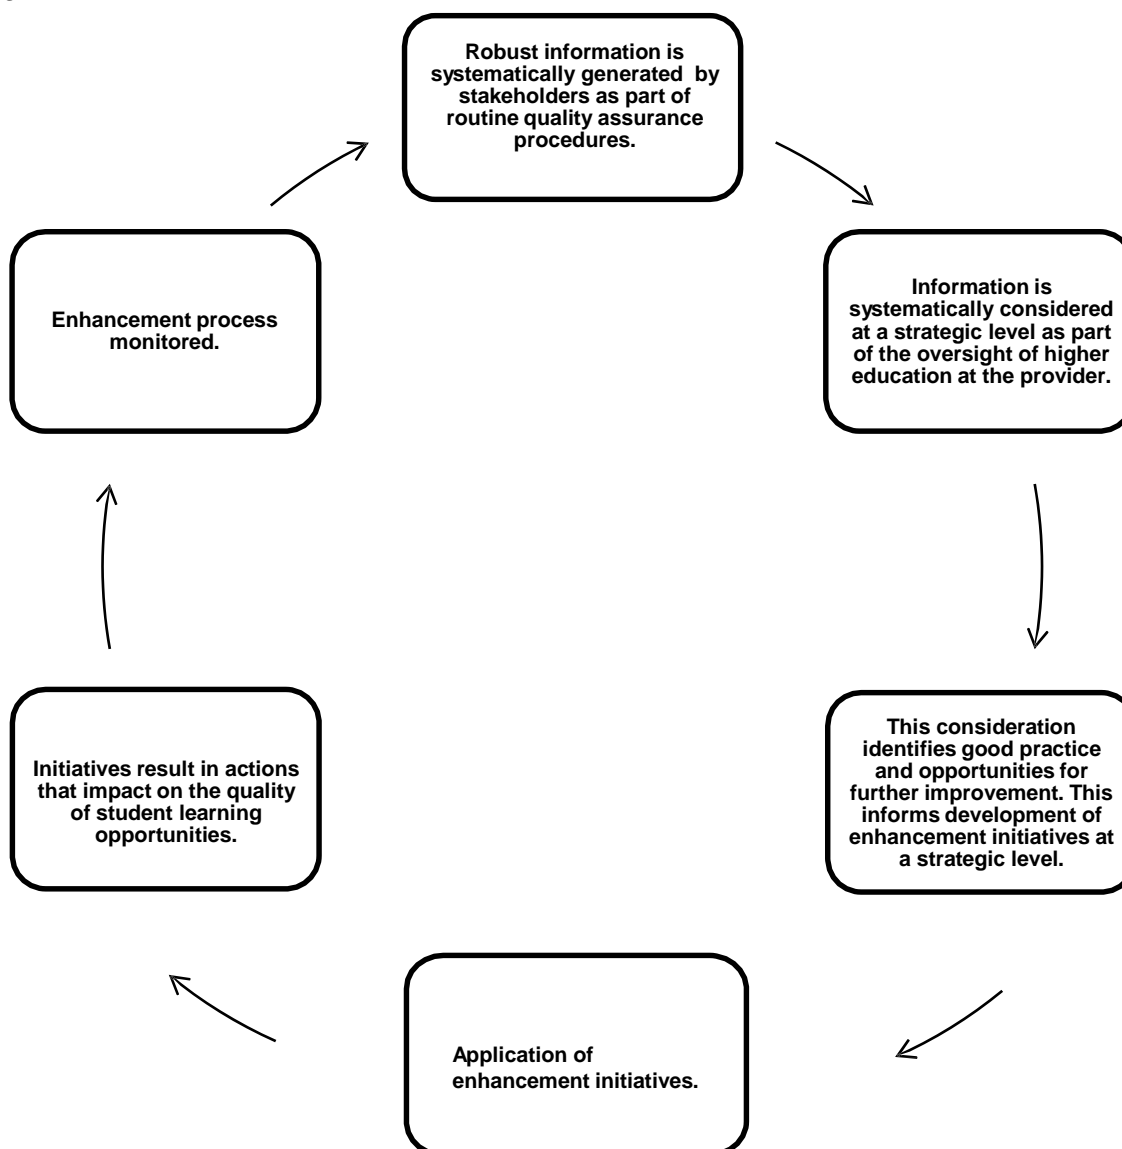 Robust information is
systematically generated  by
stakeholders as part of
routine quality assurance
procedures.
Information is
systematically considered
at a strategic level as part
of the oversight of higher
education at the provider.
This consideration
identifies good practice
and opportunities for
further improvement. This
informs development of
enhancement initiatives at
a strategic level.
Application of
enhancement initiatives.
Initiatives result in actions
that impact on the quality
of student learning
opportunities.
Enhancement process
monitored.